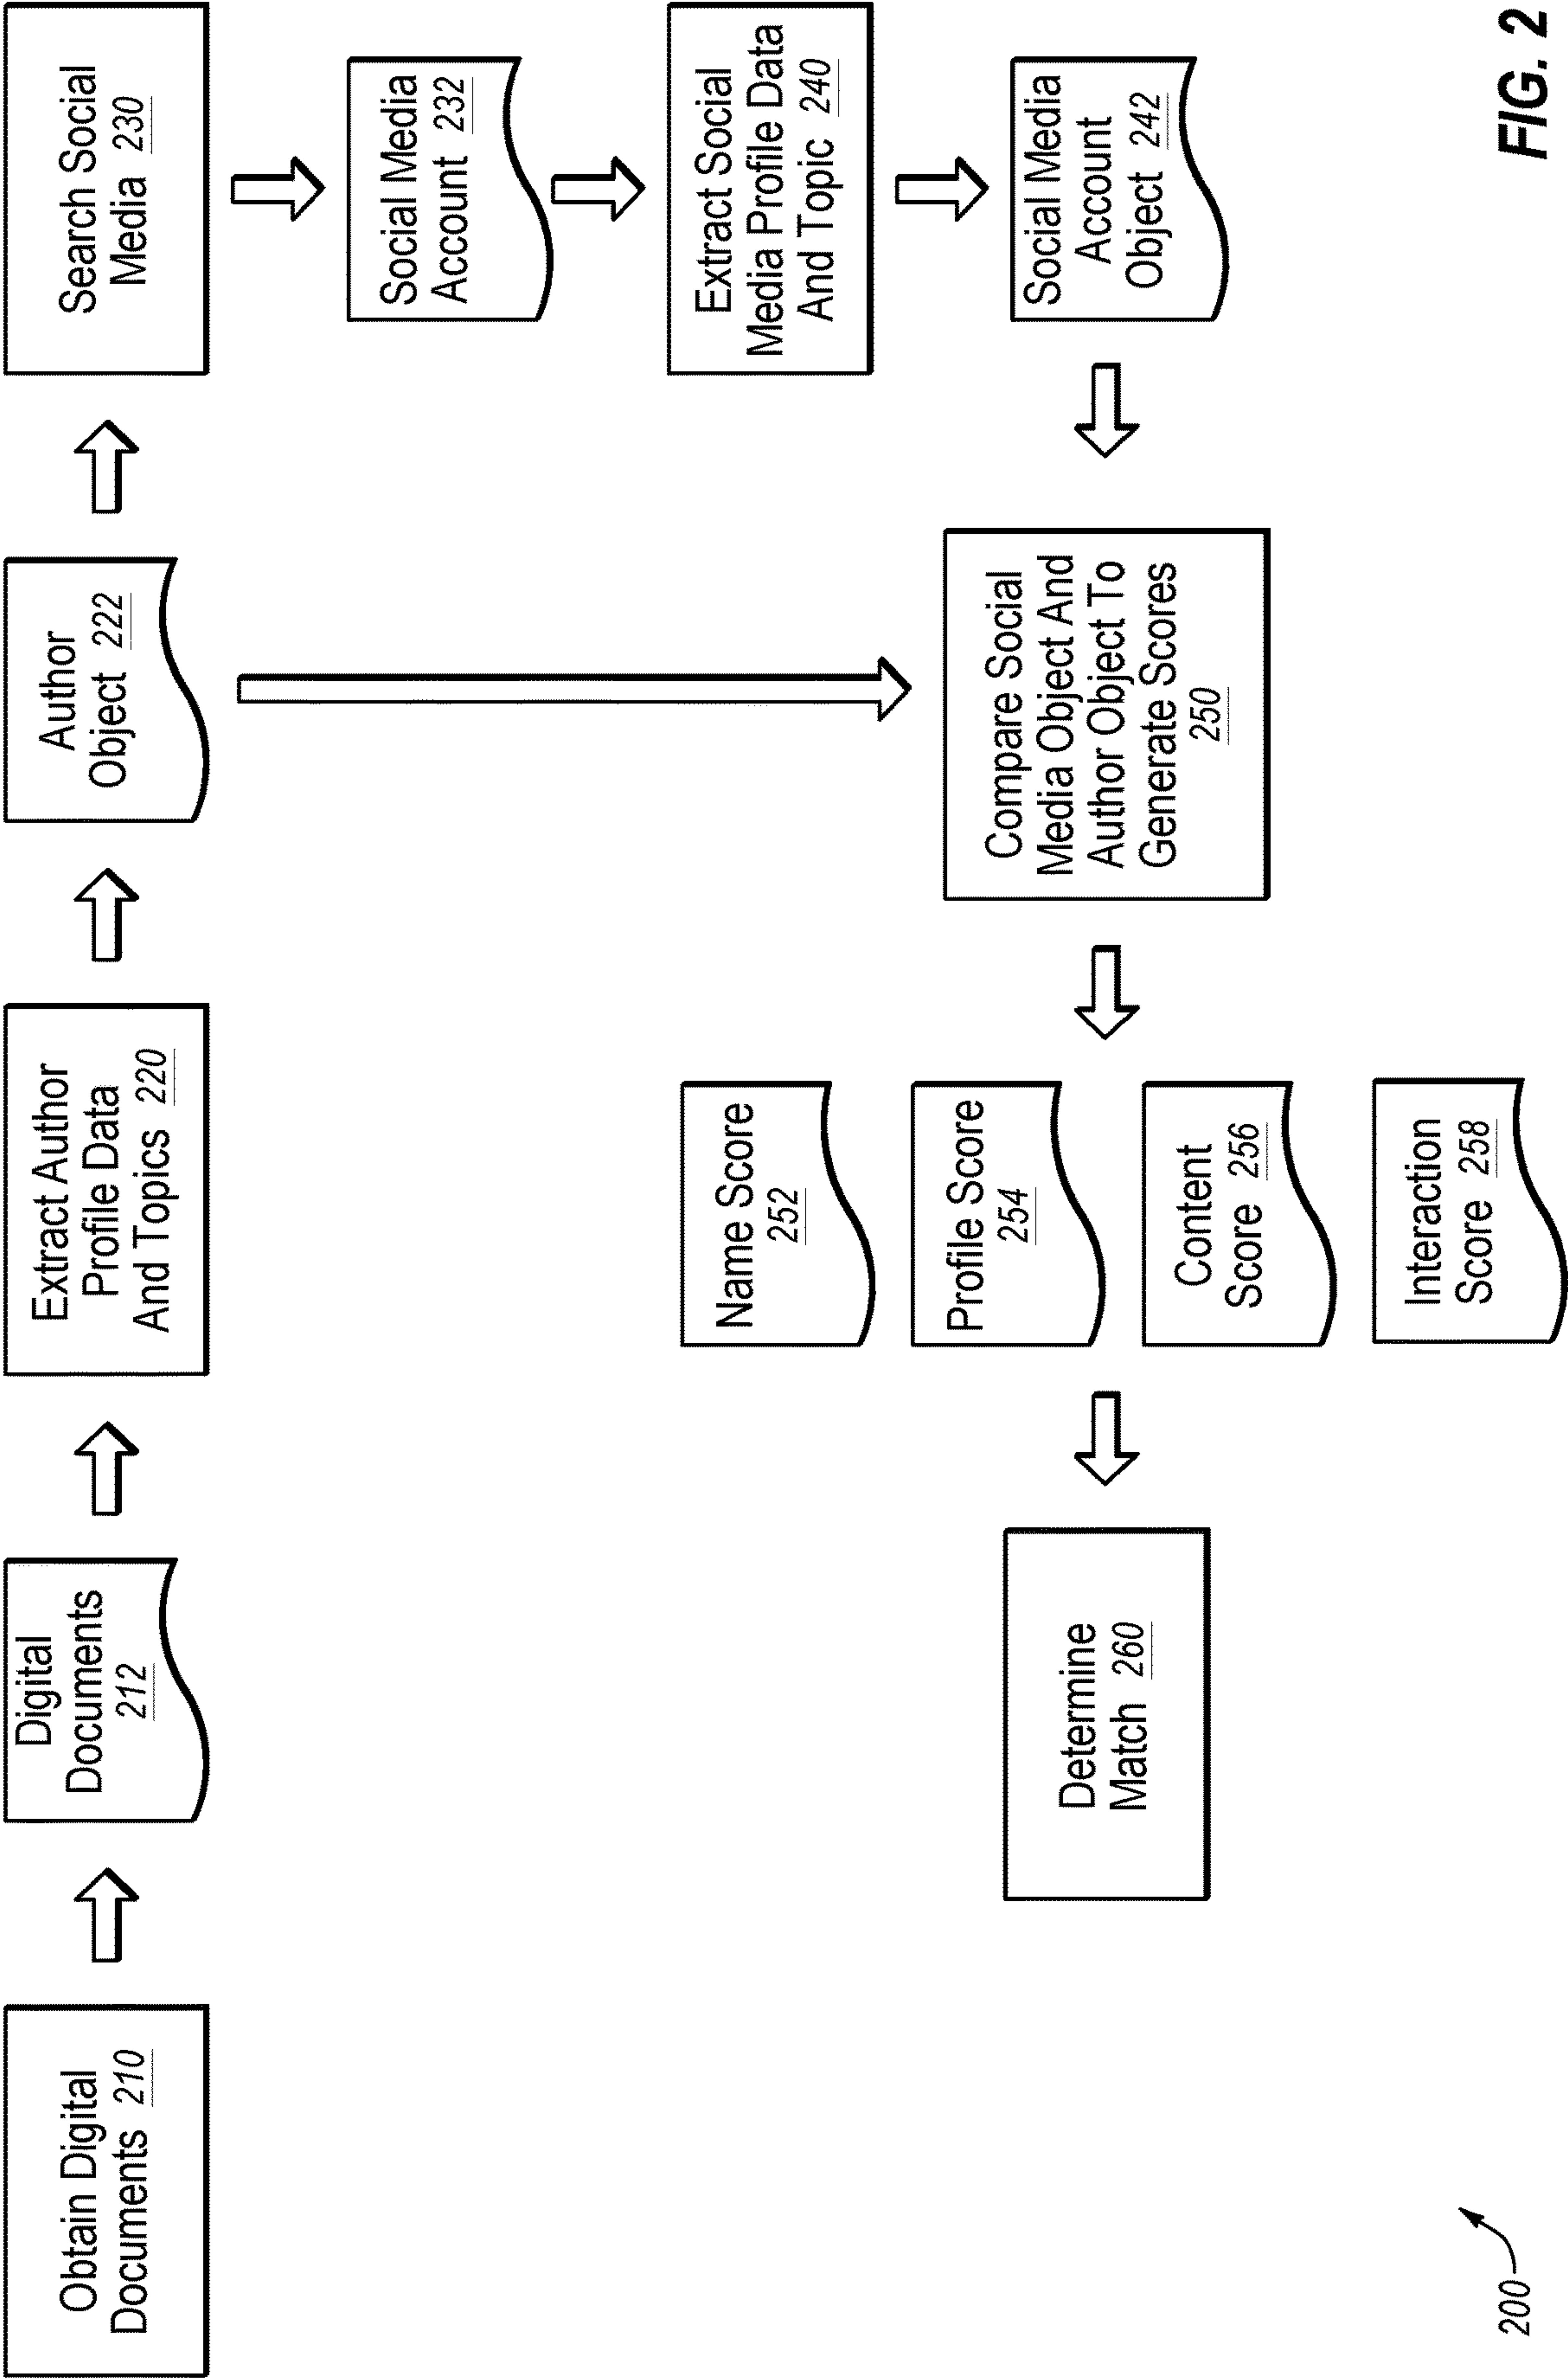 Obtain Digital
Documents 210
Digital
Documents
212
Extract Author
Profile Data
And Topics 220
Author
Object 222
Search Social
Media 230
Social Media
Account 232
Extract Social
Media Profile Data
And Topic 240
Social Media
Account
Object 242
Compare Social
Media Object And
Author Object To
Generate Scores
250
Name Score
252
Profile Score
254
Content
Score 256
Interaction
Score 258
Determine
Match 260
200
FIG. 2